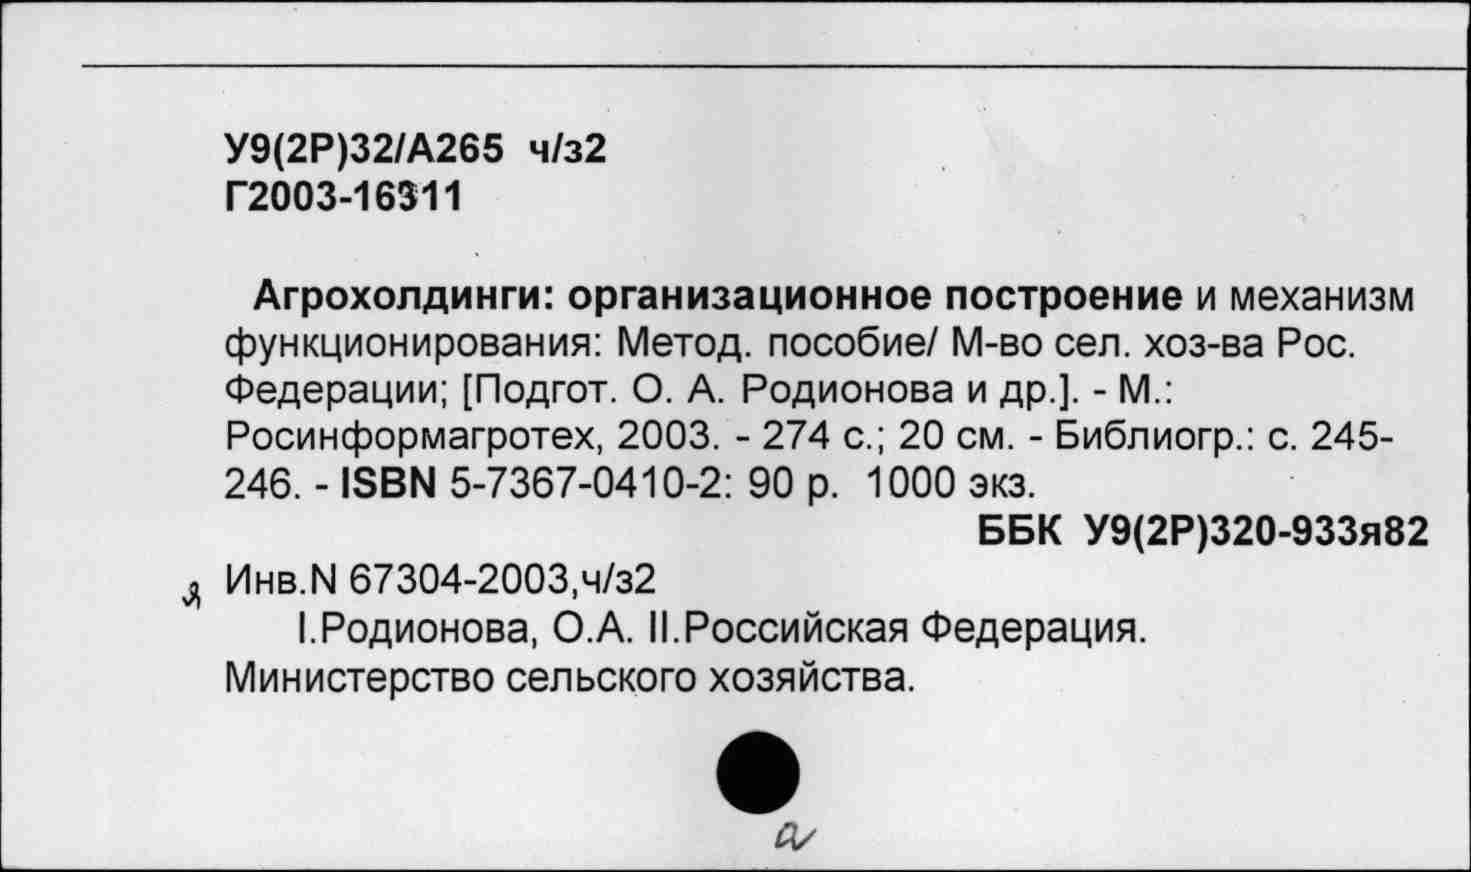 У9(2Р)32/А265 ч/з2
Г2003-16311
Агрохолдинги: организационное построение и механизм
функционирования: Метод. пособие/ М-во сел. хоз-ва Рос.
Федерации; [Подгот. О. А. Родионова и др.]. - М.:
Росинформагротех, 2003. - 274 с.; 20 см. - Библиогр.: с. 245-
246. - ISBN 5-7367-0410-2: 90 р. 1000 экз.
ББК У9(2Р)320-933я82
Инв.N 67304-2003,ч/з2
I.Родионова, О.А. II.Российская Федерация.
Министерство сельского хозяйства.